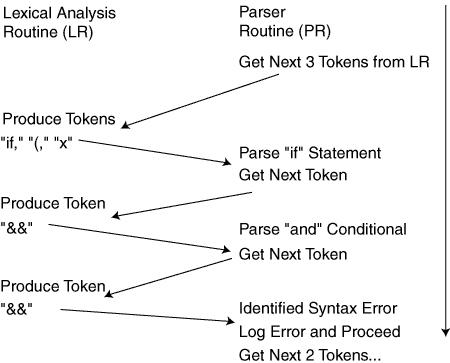 Lexical Analysis
Routine (LR)
Parser
Routine (PR)
Get Next 3 Tokens from LR
Produce Tokens
"if," "(," "x"
Parse "if" Statement
Get Next Token
Produce Token
"&&"
Parse "and" Conditional
Get Next Token
Produce Token
"&&"
Identified Syntax Error
Log Error and Proceed
Get Next 2 Tokens...